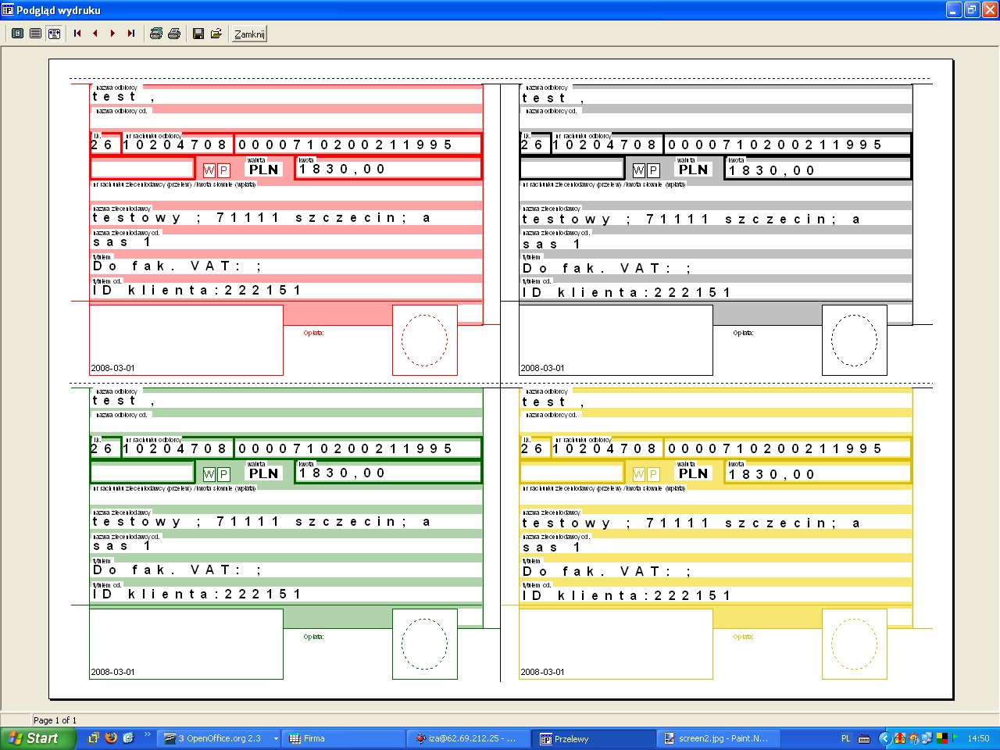 Podgląd wydruku
Zamknij
nazwa odbiorcy
test ,
nazwa odbiorcy cd.
l.k.
nr rachunku odbiorcy
26 10204708 0000710200211995
W P
waluta
PLN
kwota
1830,00
nr rachunku zleceniodawcy (przelew) / kwota słownie (wpłata)
nazwa zleceniodawcy
testowy ; 71111 szczecin; a
nazwa zleceniodawcy cd.
sas 1
tytułem
Do fak. VAT: ;
tytułem cd.
ID klienta:222151
Opłata:
2008-03-01
nazwa odbiorcy
test ,
nazwa odbiorcy cd.
l.k.
nr rachunku odbiorcy
26 10204708 0000710200211995
W P
waluta
PLN
kwota
1830,00
nr rachunku zleceniodawcy (przelew) / kwota słownie (wpłata)
nazwa zleceniodawcy
testowy ; 71111 szczecin; a
nazwa zleceniodawcy cd.
sas 1
tytułem
Do fak. VAT: ;
tytułem cd.
ID klienta:222151
Opłata:
2008-03-01
nazwa odbiorcy
test ,
nazwa odbiorcy cd.
l.k.
nr rachunku odbiorcy
26 10204708 0000710200211995
W P
waluta
PLN
kwota
1830,00
nr rachunku zleceniodawcy (przelew) / kwota słownie (wpłata)
nazwa zleceniodawcy
testowy ; 71111 szczecin; a
nazwa zleceniodawcy cd.
sas 1
tytułem
Do fak. VAT: ;
tytułem cd.
ID klienta:222151
Opłata:
2008-03-01
nazwa odbiorcy
test ,
nazwa odbiorcy cd.
l.k.
nr rachunku odbiorcy
26 10204708 0000710200211995
W P
waluta
PLN
kwota
1830,00
nr rachunku zleceniodawcy (przelew) / kwota słownie (wpłata)
nazwa zleceniodawcy
testowy ; 71111 szczecin; a
nazwa zleceniodawcy cd.
sas 1
tytułem
Do fak. VAT: ;
tytułem cd.
ID klienta:222151
Opłata:
2008-03-01
Page 1 of 1
Start
3 OpenOffice.org 2.3
Firma
iza@62.69.212.25 - ...
Przelewy
screen2.jpg - Paint.N...
PL
14:50